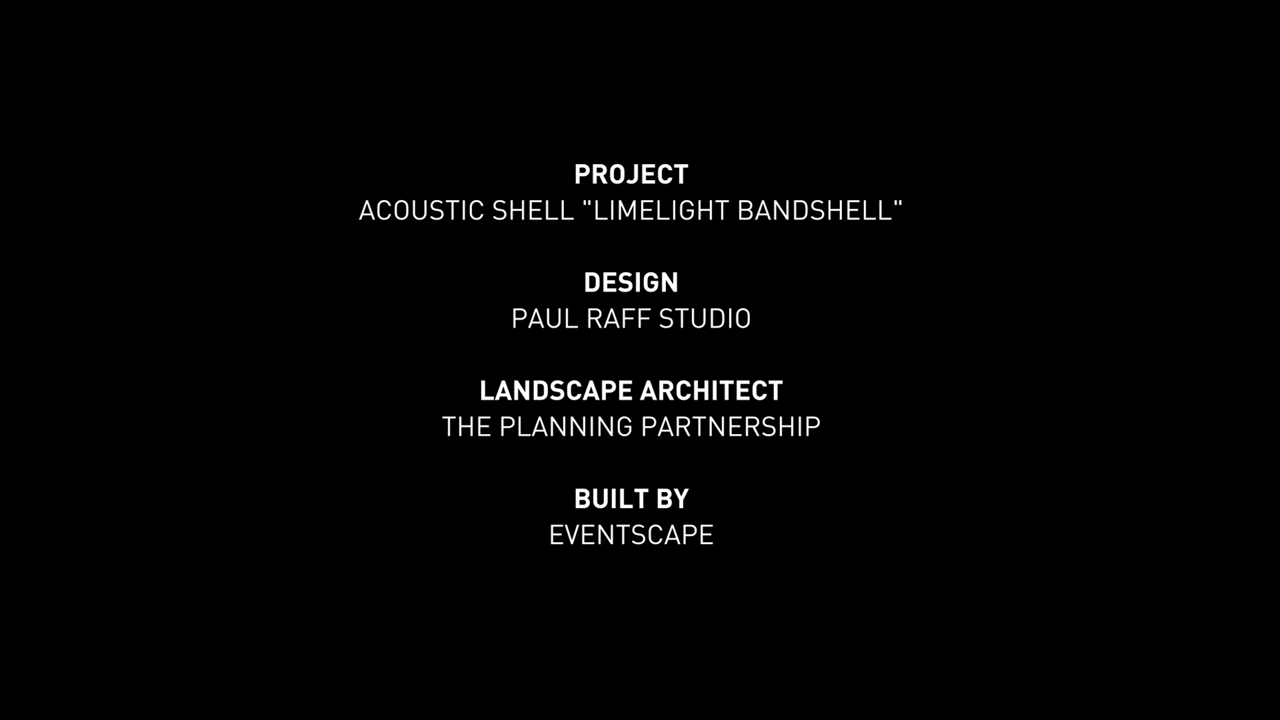 PROJECT
ACOUSTIC SHELL "LIMELIGHT BANDSHELL"
DESIGN
PAUL RAFF STUDIO
LANDSCAPE ARCHITECT
THE PLANNING PARTNERSHIP
BUILT BY
EVENTSCAPE